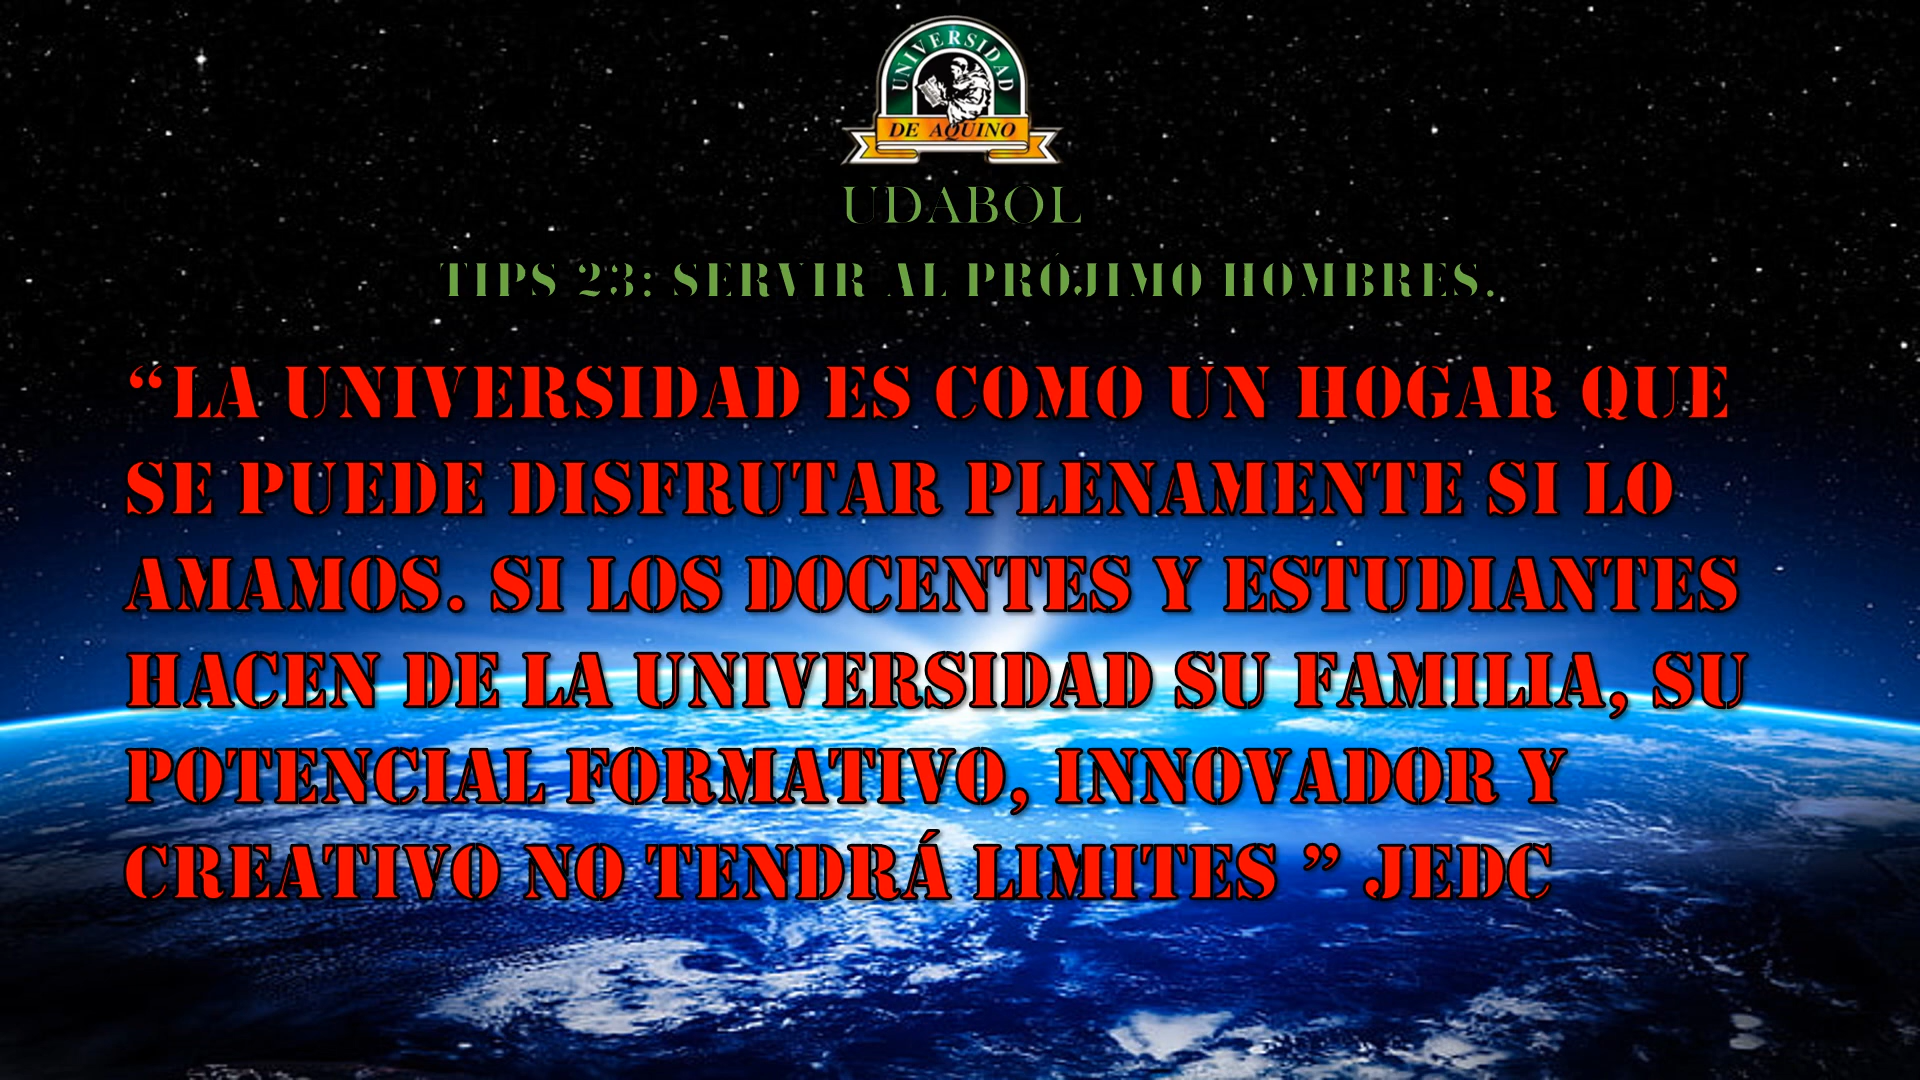 UNIVERSIDAD
DE AQUINO
UDABOL
TIPS 23: SERVIR AL PRÓJIMO HOMBRES.
“LA UNIVERSIDAD ES COMO UN HOGAR QUE
SE PUEDE DISFRUTAR PLENAMENTE SI LO
AMAMOS. SI LOS DOCENTES Y ESTUDIANTES
HACEN DE LA UNIVERSIDAD SU FAMILIA, SU
POTENCIAL FORMATIVO, INNOVADOR Y
CREATIVO NO TENDRÁ LIMITES ” JEDC